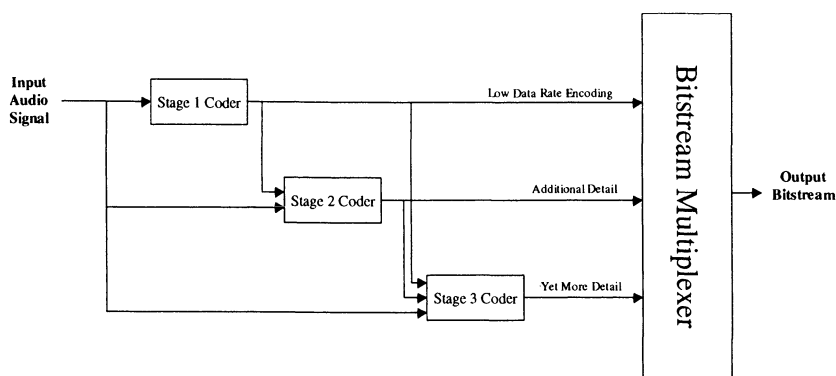 Input
Audio
Signal
Stage 1 Coder
Low Data Rate Encoding
Stage 2 Coder
Additional Detail
Stage 3 Coder
Yet More Detail
Bitstream Multiplexer
Output
Bitstream